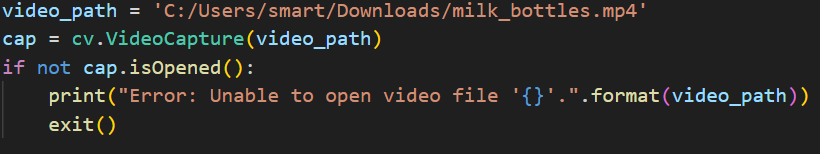 video_path = 'C:/Users/smart/Downloads/milk_bottles.mp4'
cap = cv.VideoCapture(video_path)
if not cap.isOpened():
    print("Error: Unable to open video file '{}'.".format(video_path))
    exit()